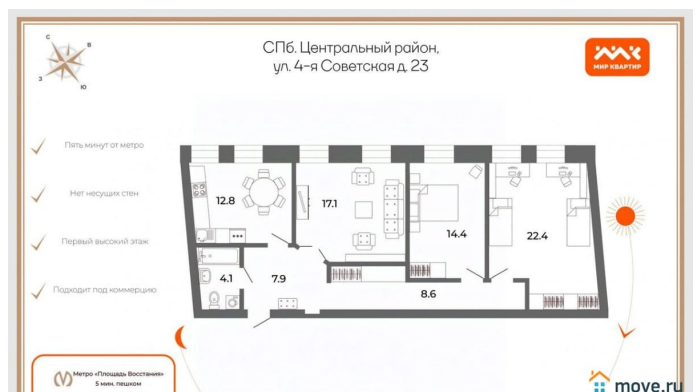 СПб. Центральный район,
ул. 4-я Советская д. 23
МИР КВАРТИР
С
В
З
Ю
Пять минут от метро
Нет несущих стен
Первый высокий этаж
Подходит под коммерцию
12.8
17.1
14.4
22.4
4.1
7.9
8.6
Метро «Площадь Восстания»
5 мин. пешком
move.ru